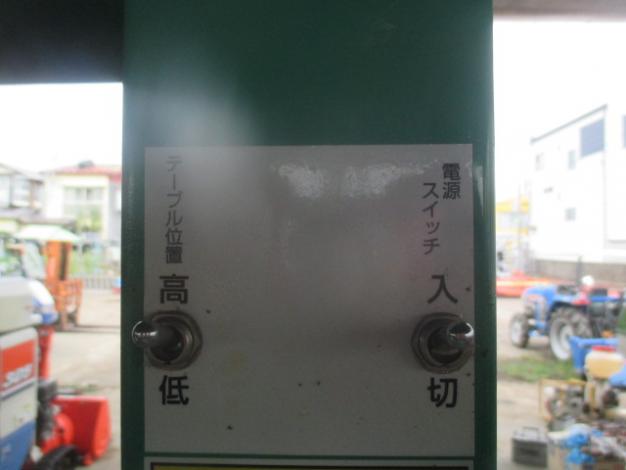 テーブル位置
高
低
電源
スイッチ
入
切